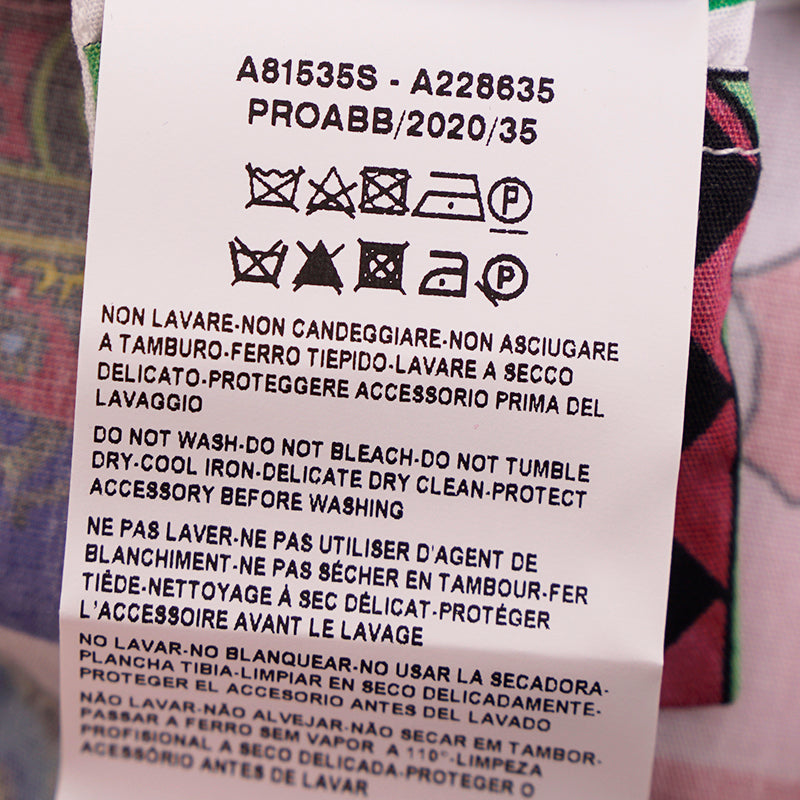 A81535S - A228635
PROABB/2020/35
P
P
NON LAVARE-NON CANDEGGIARE-NON ASCIUGARE
A TAMBURO-FERRO TIEPIDO-LAVARE A SECCO
DELICATO-PROTEGGERE ACCESSORIO PRIMA DEL
LAVAGGIO
DO NOT WASH-DO NOT BLEACH-DO NOT TUMBLE
DRY-COOL IRON-DELICATE DRY CLEAN-PROTECT
ACCESSORY BEFORE WASHING
NE PAS LAVER-NE PAS UTILISER D'AGENT DE
BLANCHIMENT-NE PAS SÉCHER EN TAMBOUR-FER
TIÉDE-NETTOYAGE À SEC DÉLICAT-PROTÉGER
L'ACCESSOIRE AVANT LE LAVAGE
NO LAVAR-NO BLANQUEAR-NO USAR LA SECADORA-
PLANCHA TIBIA-LIMPIAR EN SECO DELICADAMENTE-
PROTEGER EL ACCESORIO ANTES DEL LAVADO
NÃO LAVAR-NÃO ALVEJAR-NÃO SECAR EM TAMBOR-
PASSAR A FERRO SEM VAPOR A 110°-LIMPEZA
PROFISIONAL A SECO DELICADA-PROTEGER O
ACESSÓRIO ANTES DE LAVAR